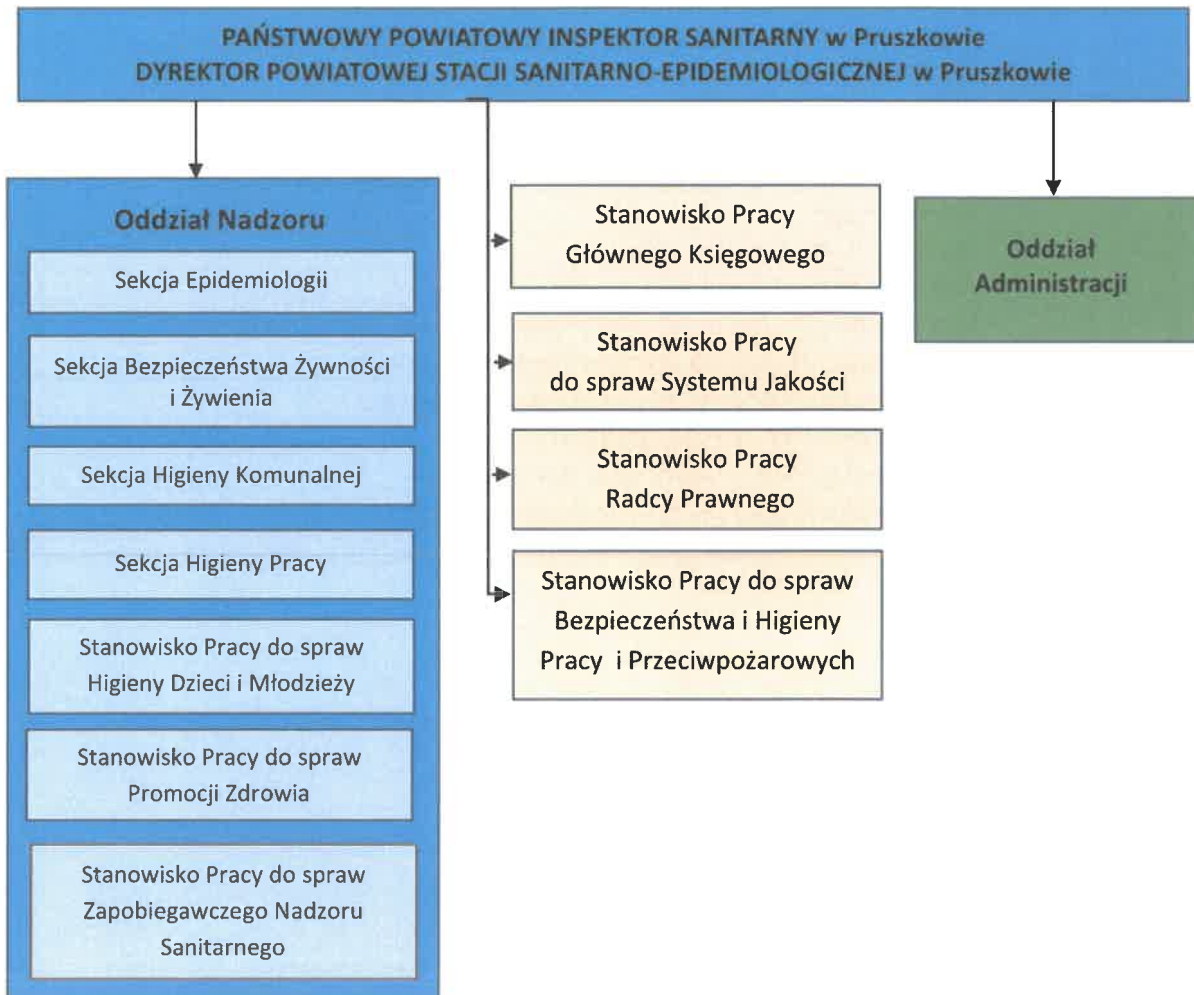 PAŃSTWOWY POWIATOWY INSPEKTOR SANITARNY w Pruszkowie
DYREKTOR POWIATOWEJ STACJI SANITARNO-EPIDEMIOLOGICZNEJ w Pruszkowie
Oddział Nadzoru
Sekcja Epidemiologii
Sekcja Bezpieczeństwa Żywności
i Żywienia
Sekcja Higieny Komunalnej
Sekcja Higieny Pracy
Stanowisko Pracy do spraw
Higieny Dzieci i Młodzieży
Stanowisko Pracy do spraw
Promocji Zdrowia
Stanowisko Pracy do spraw
Zapobiegawczego Nadzoru
Sanitarnego
Stanowisko Pracy
Głównego Księgowego
Stanowisko Pracy
do spraw Systemu Jakości
Stanowisko Pracy
Radcy Prawnego
Stanowisko Pracy do spraw
Bezpieczeństwa i Higieny
Pracy i Przeciwpożarowych
Oddział
Administracji